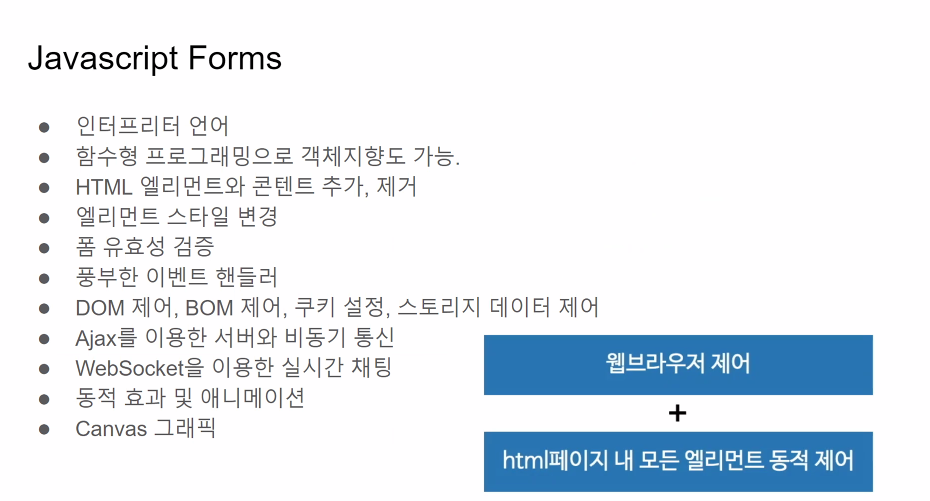 Javascript Forms
● 인터프리터 언어
● 함수형 프로그래밍으로 객체지향도 가능.
● HTML 엘리먼트와 콘텐트 추가, 제거
● 엘리먼트 스타일 변경
● 폼 유효성 검증
● 풍부한 이벤트 핸들러
● DOM 제어, BOM 제어, 쿠키 설정, 스토리지 데이터 제어
● Ajax를 이용한 서버와 비동기 통신
● WebSocket을 이용한 실시간 채팅
● 동적 효과 및 애니메이션
● Canvas 그래픽
웹브라우저 제어
+
html페이지 내 모든 엘리먼트 동적 제어